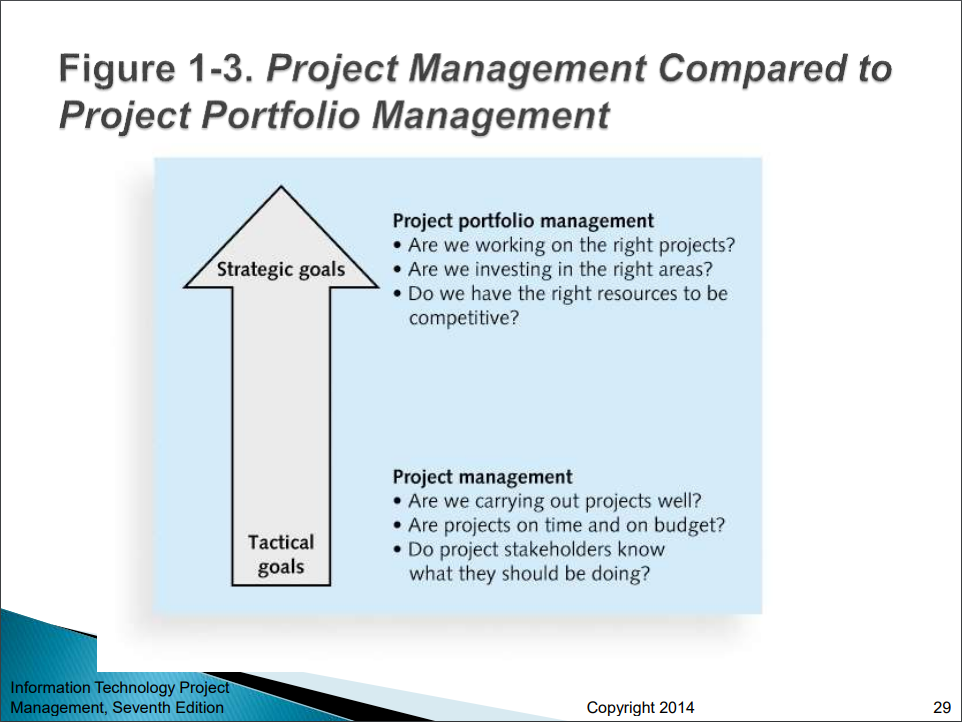 Figure 1-3. Project Management Compared to
Project Portfolio Management
Strategic goals
Project portfolio management
• Are we working on the right projects?
• Are we investing in the right areas?
• Do we have the right resources to be
competitive?
Tactical
goals
Project management
• Are we carrying out projects well?
• Are projects on time and on budget?
• Do project stakeholders know
what they should be doing?
Information Technology Project
Management, Seventh Edition
Copyright 2014
29